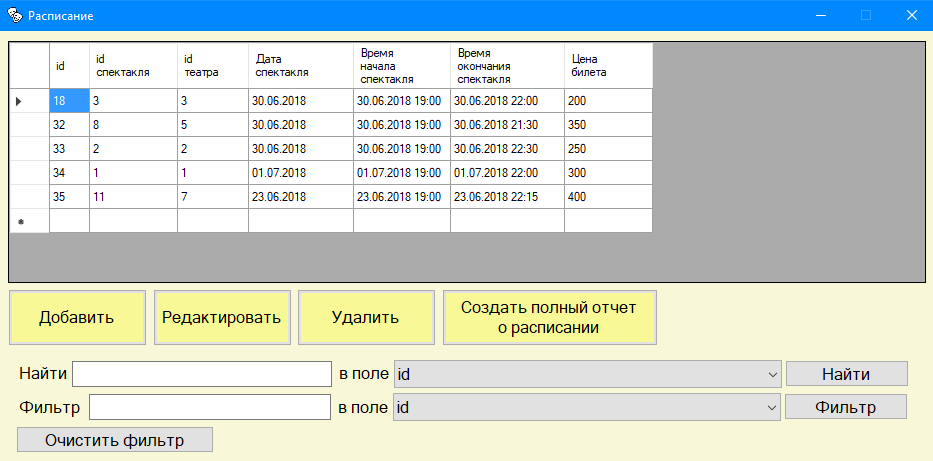 Расписание
id id спектакля id театра Дата спектакля Время начала спектакля Время окончания спектакля Цена билета
18 3 3 30.06.2018 30.06.2018 19:00 30.06.2018 22:00 200
32 8 5 30.06.2018 30.06.2018 19:00 30.06.2018 21:30 350
33 2 2 30.06.2018 30.06.2018 19:00 30.06.2018 22:30 250
34 1 1 01.07.2018 01.07.2018 19:00 01.07.2018 22:00 300
35 11 7 23.06.2018 23.06.2018 19:00 23.06.2018 22:15 400
Добавить Редактировать Удалить Создать полный отчет
о расписании
Найти в поле id Найти
Фильтр в поле id Фильтр
Очистить фильтр